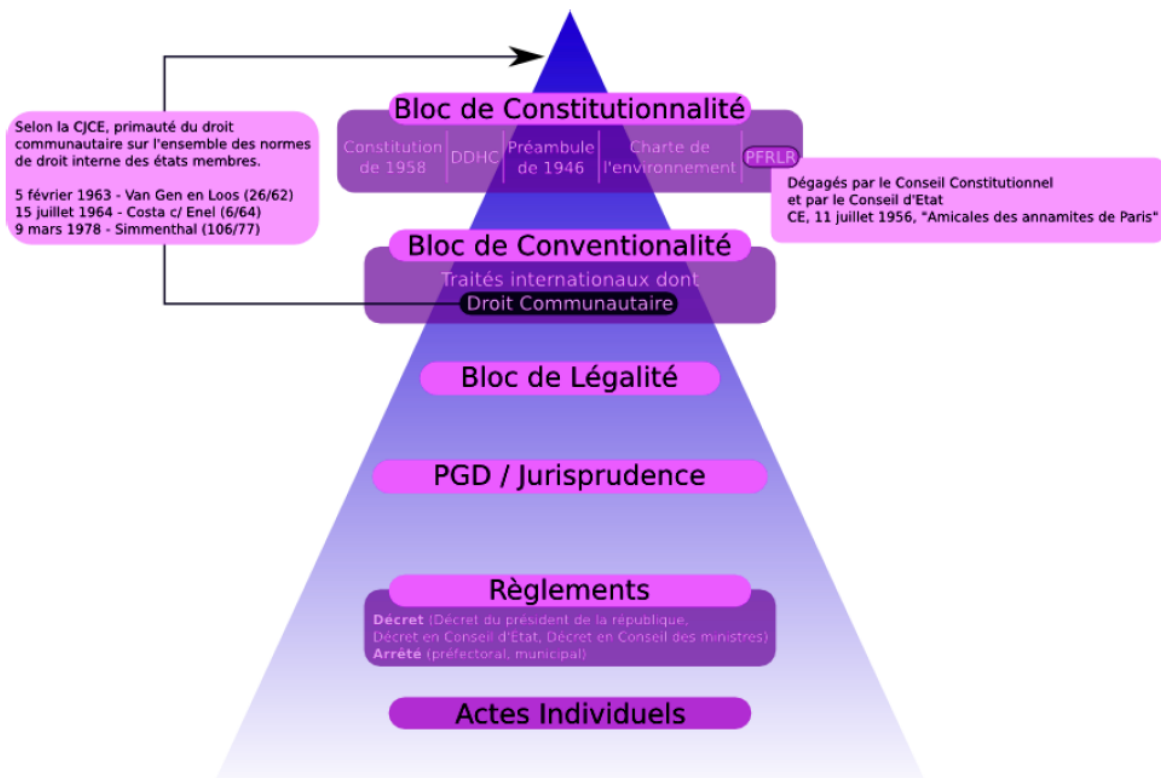 Bloc de Constitutionnalité
Constitution
de 1958
DDHC
Préambule
de 1946
Charte de
l'environnement
PFRLR
Selon la CJCE, primauté du droit
communautaire sur l'ensemble des normes
de droit interne des états membres.
5 février 1963 - Van Gen en Loos (26/62)
15 juillet 1964 - Costa c/ Enel (6/64)
9 mars 1978 - Simmenthal (106/77)
Dégagés par le Conseil Constitutionnel
et par le Conseil d'Etat
CE, 11 juillet 1956, "Amicales des annamites de Paris"
Bloc de Conventionalité
Traités internationaux dont
Droit Communautaire
Bloc de Légalité
PGD / Jurisprudence
Règlements
Décret (Décret du président de la république,
Décret en Conseil d'Etat, Décret en Conseil des ministres)
Arrêté (préfectoral, municipal)
Actes Individuels